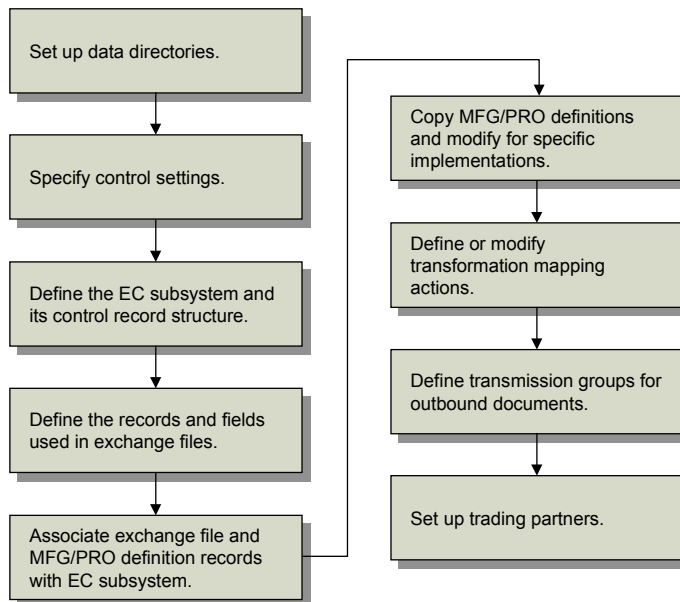 Set up data directories.
Specify control settings.
Define the EC subsystem and
its control record structure.
Define the records and fields
used in exchange files.
Associate exchange file and
MFG/PRO definition records
with EC subsystem.
Copy MFG/PRO definitions
and modify for specific
implementations.
Define or modify
transformation mapping
actions.
Define transmission groups for
outbound documents.
Set up trading partners.